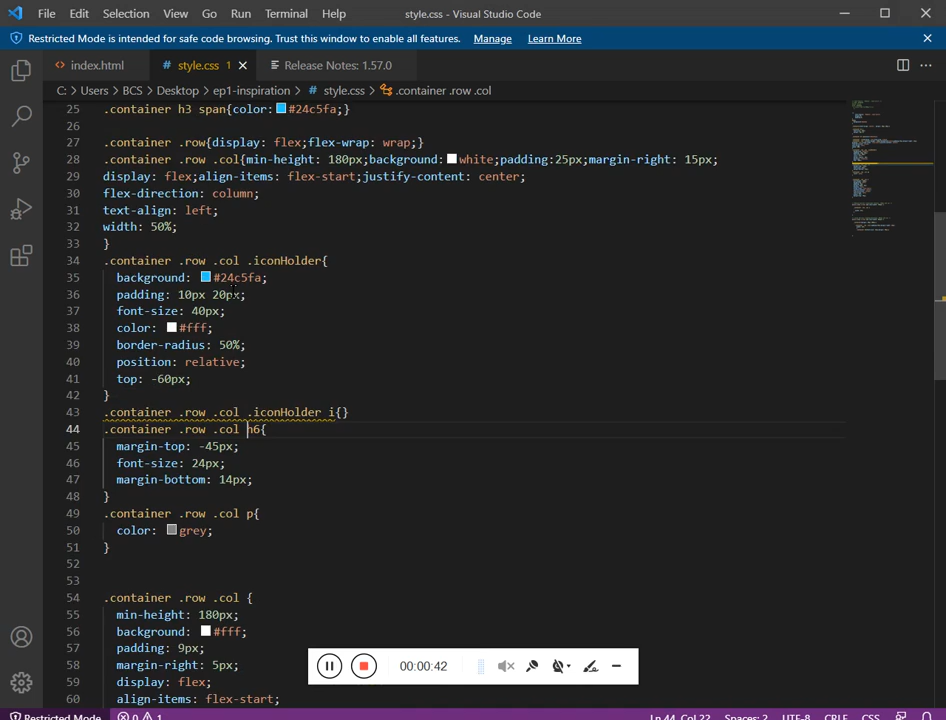 File Edit Selection View Go Run Terminal Help style.css - Visual Studio Code
Restricted Mode is intended for safe code browsing. Trust this window to enable all features. Manage Learn More
<> index.html # style.css 1 Release Notes: 1.57.0
C: > Users > BCS > Desktop > ep1-inspiration > # style.css > .container .row .col
25 .container h3 span{color:#24c5fa;}
26
27 .container .row{display: flex;flex-wrap: wrap;}
28 .container .row .col{min-height: 180px;background:white;padding:25px;margin-right: 15px;
29 display: flex;align-items: flex-start;justify-content: center;
30 flex-direction: column;
31 text-align: left;
32 width: 50%;
33 }
34 .container .row .col .iconHolder{
35 background: #24c5fa;
36 padding: 10px 20px;
37 font-size: 40px;
38 color: #fff;
39 border-radius: 50%;
40 position: relative;
41 top: -60px;
42 }
43 .container .row .col .iconHolder i{}
44 .container .row .col h6{
45 margin-top: -45px;
46 font-size: 24px;
47 margin-bottom: 14px;
48 }
49 .container .row .col p{
50 color: grey;
51 }
52
53
54 .container .row .col {
55 min-height: 180px;
56 background: #fff;
57 padding: 9px;
58 margin-right: 5px;
59 display: flex;
60 align-items: flex-start;
00:00:42
Restricted Mode 0 1 Ln 44, Col 22 Spaces: 2 UTF-8 CRLF CSS